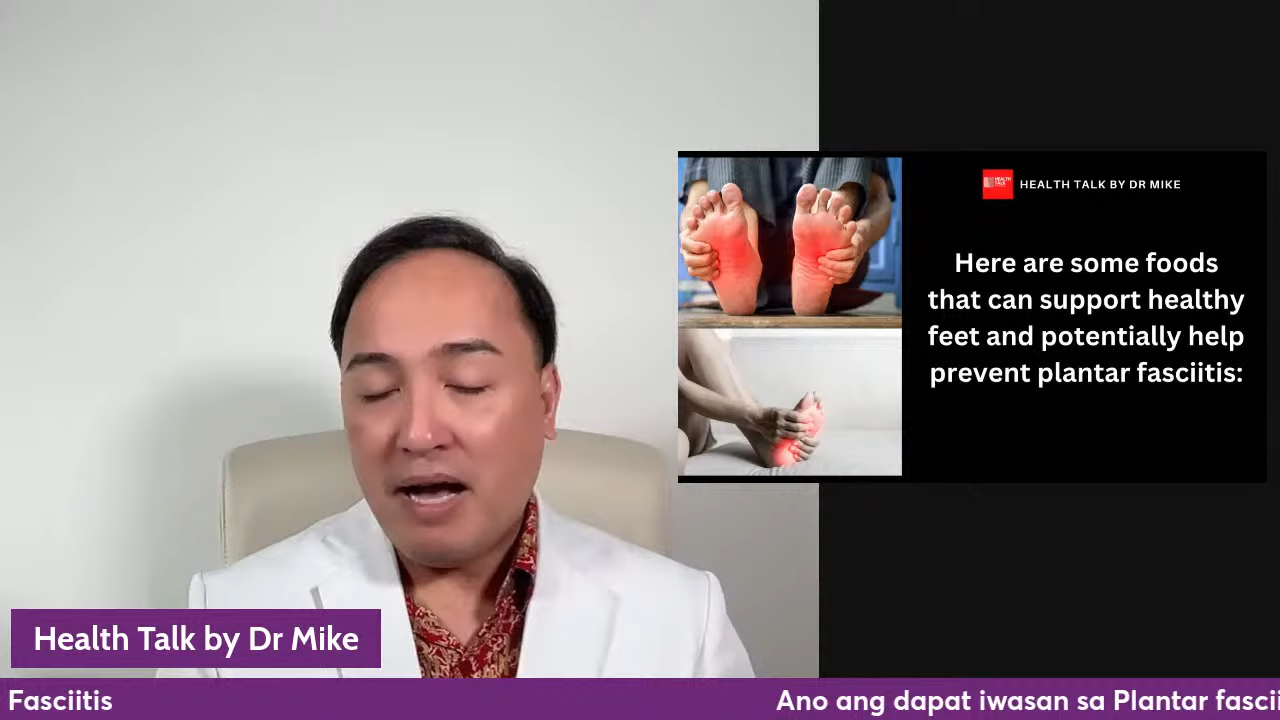 HEALTH TALK BY DR MIKE
Here are some foods
that can support healthy
feet and potentially help
prevent plantar fasciitis:
Health Talk by Dr Mike
Fasciitis
Ano ang dapat iwasan sa Plantar fascii